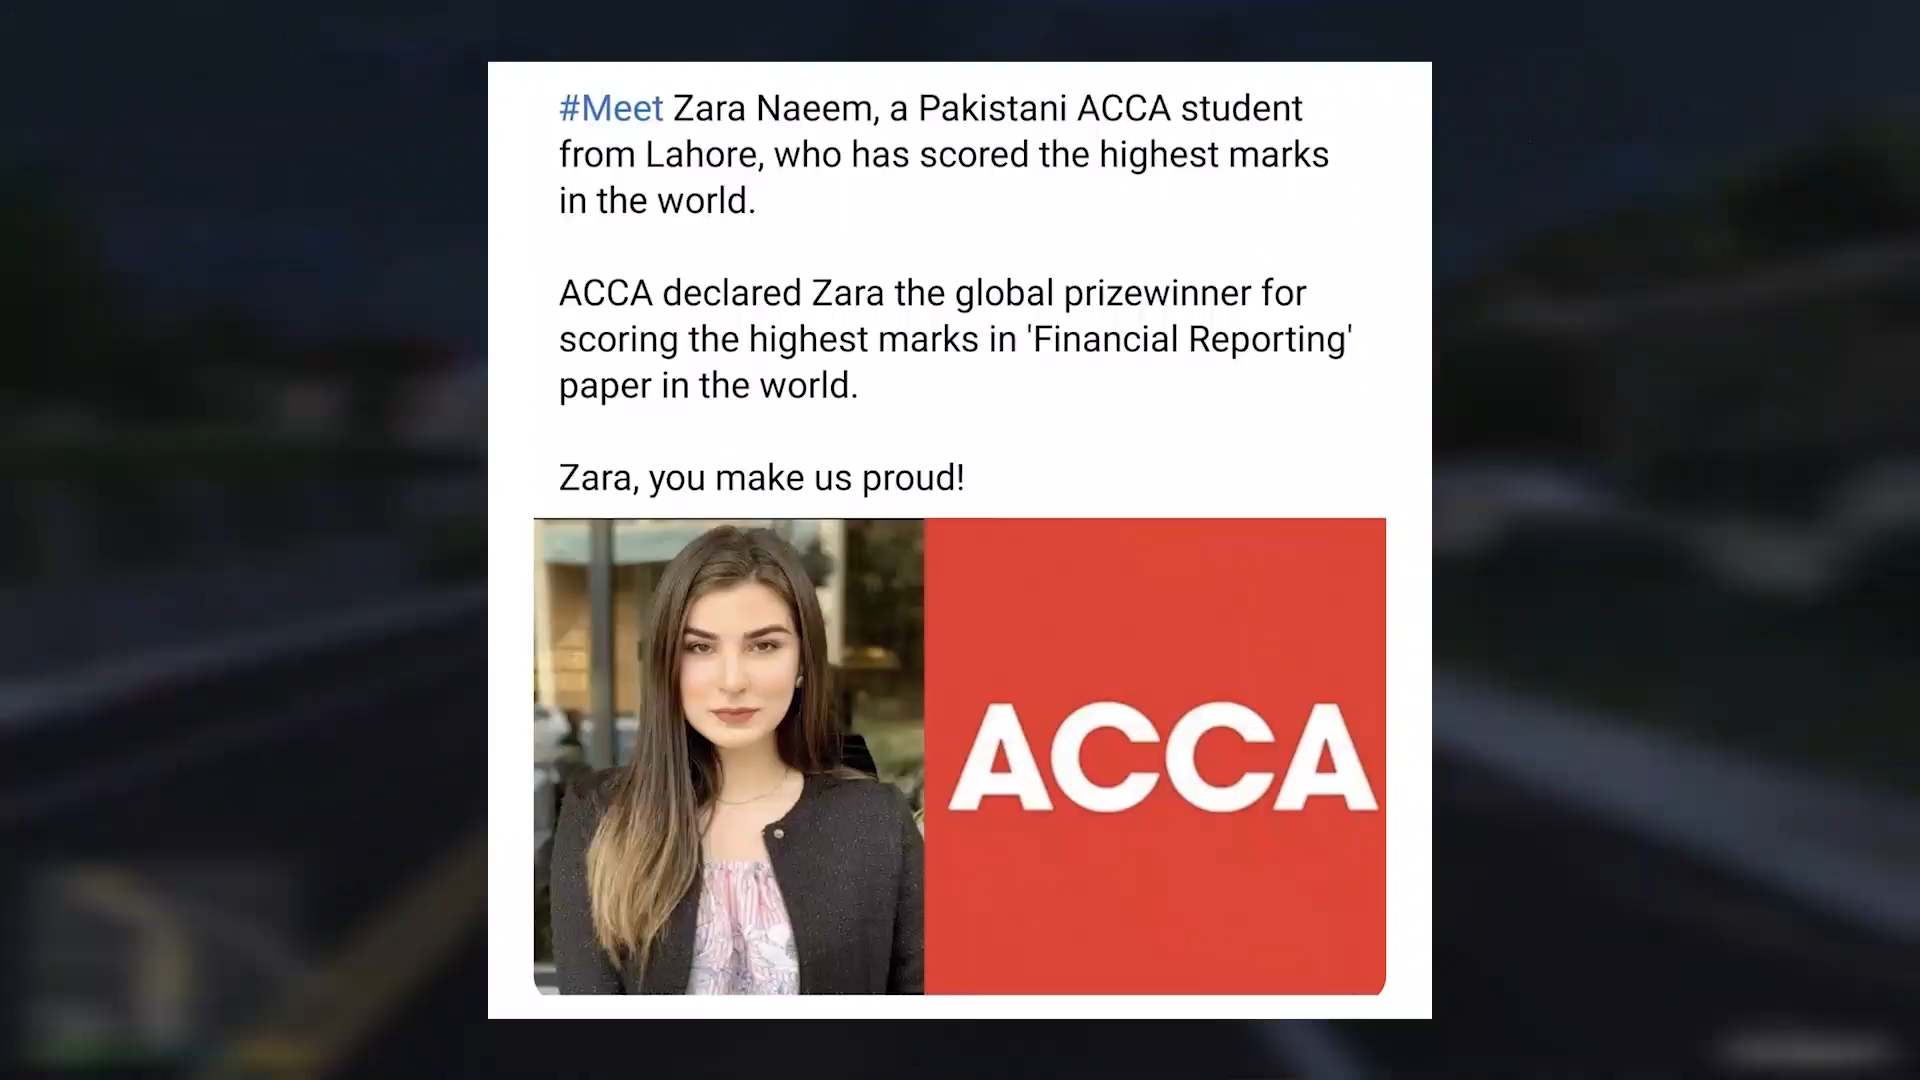 #Meet Zara Naeem, a Pakistani ACCA student
from Lahore, who has scored the highest marks
in the world.
ACCA declared Zara the global prizewinner for
scoring the highest marks in 'Financial Reporting'
paper in the world.
Zara, you make us proud!
ACCA